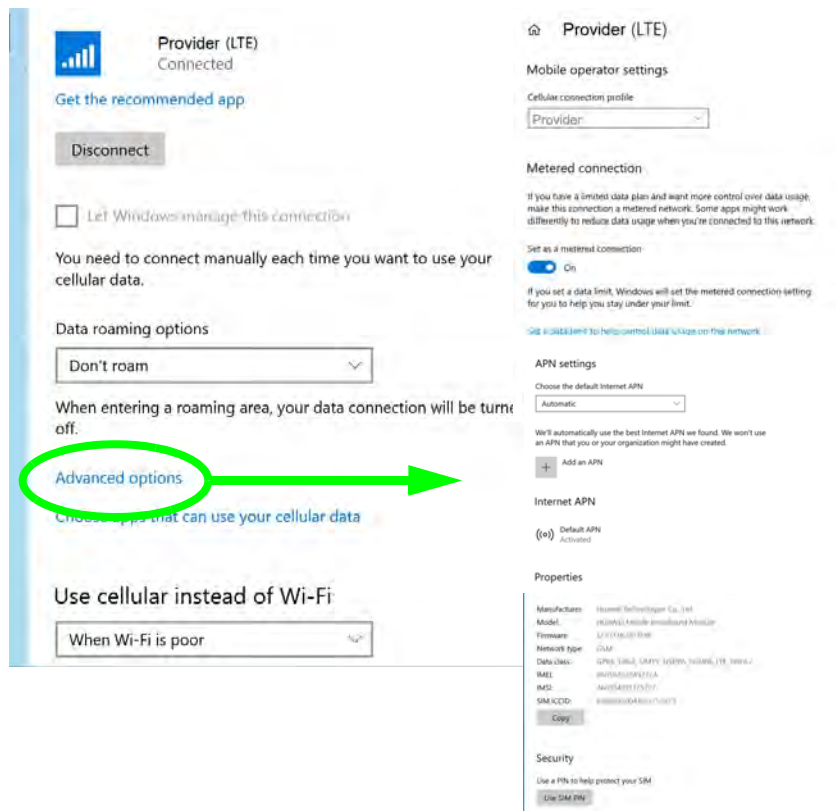 Provider (LTE)
Connected
Get the recommended app
Disconnect
Let Windows manage this connection
You need to connect manually each time you want to use your
cellular data.
Data roaming options
Don't roam
When entering a roaming area, your data connection will be turne
off.
Advanced options
Choose apps that can use your cellular data
Use cellular instead of Wi-Fi
When Wi-Fi is poor
Provider (LTE)
Mobile operator settings
Cellular connection profile
Provider
Metered connection
If you have a limited data plan and want more control over data usage,
make this connection a metered network. Some apps might work
differently to reduce data usage when you're connected to this network.
Set as a metered connection
On
If you set a data limit, Windows will set the metered connection setting
for you to help you stay under your limit.
Set a data limit to help control data usage on this network
APN settings
Choose the default Internet APN
Automatic
We'll automatically use the best Internet APN we found. We won't use
an APN that you or your organization might have created.
Add an APN
Internet APN
Default APN
Activated
Properties
Manufacturer:
Model:
Firmware:
Network type: GSM
Data class:
IMEI:
IMSI:
SIM ICCID:
Copy
Security
Use a PIN to help protect your SIM
Use SIM PIN